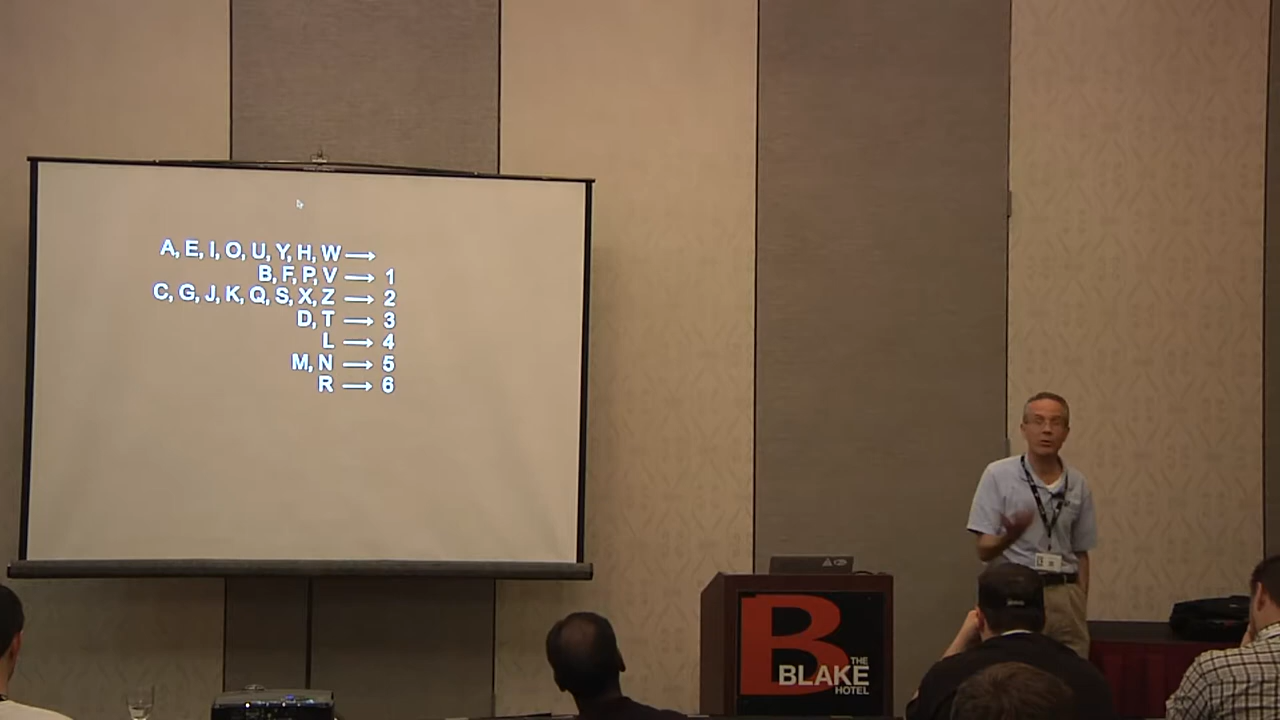 A, E, I, O, U, Y, H, W →
B, F, P, V → 1
C, G, J, K, Q, S, X, Z → 2
D, T → 3
L → 4
M, N → 5
R → 6
B
THE
BLAKE
HOTEL